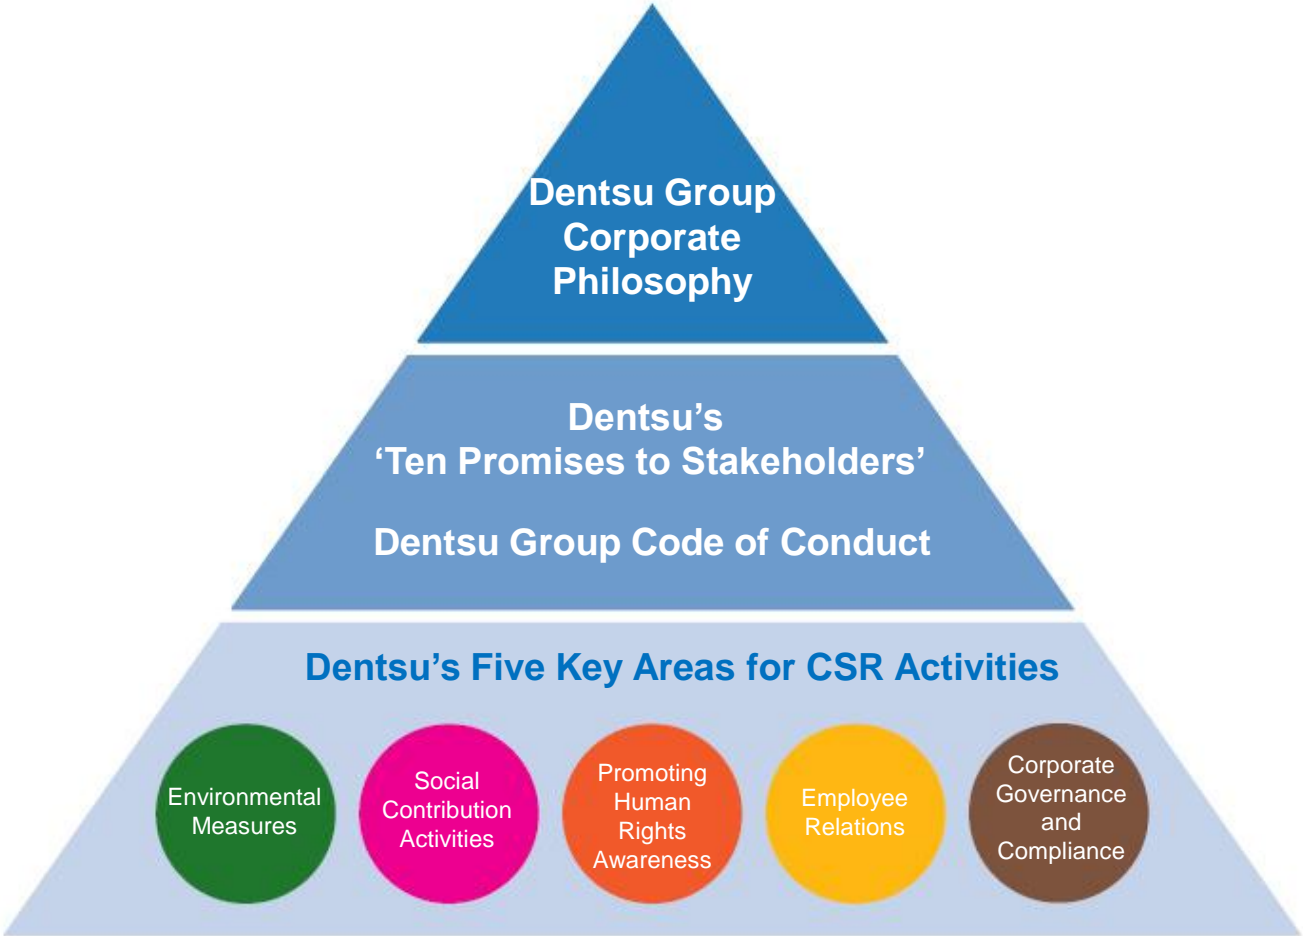 Dentsu Group
Corporate
Philosophy
Dentsu’s
‘Ten Promises to Stakeholders’
Dentsu Group Code of Conduct
Dentsu’s Five Key Areas for CSR Activities
Environmental
Measures
Social
Contribution
Activities
Promoting
Human
Rights
Awareness
Employee
Relations
Corporate
Governance
and
Compliance